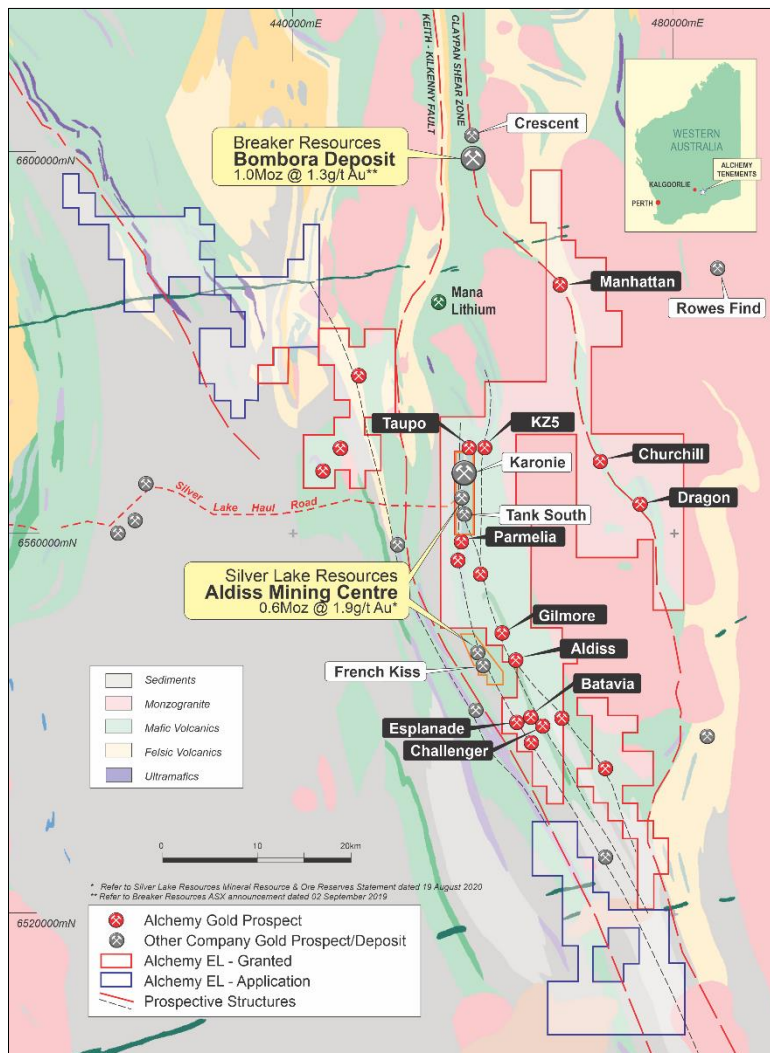 440000mE
480000mE
KEITH - KILKENNY FAULT
CLAYPAN SHEAR ZONE
WESTERN
AUSTRALIA
KALGOORLIE
ALCHEMY
TENEMENTS
PERTH
Crescent
6600000mN
Breaker Resources
Bombora Deposit
1.0Moz @ 1.3g/t Au**
Manhattan
Rowes Find
Mana
Lithium
Taupo
KZ5
Karonie
Churchill
Silver Lake Haul Road
Tank South
Dragon
6560000mN
Parmelia
Silver Lake Resources
Aldiss Mining Centre
0.6Moz @ 1.9g/t Au*
Gilmore
Aldiss
French Kiss
Batavia
Esplanade
Challenger
Sediments
Monzogranite
Mafic Volcanics
Felsic Volcanics
Ultramafics
0
10
20km
* Refer to Silver Lake Resources Mineral Resource & Ore Reserves Statement dated 19 August 2020
** Refer to Breaker Resources ASX announcement dated 02 September 2019
6520000mN
Alchemy Gold Prospect
Other Company Gold Prospect/Deposit
Alchemy EL - Granted
Alchemy EL - Application
Prospective Structures